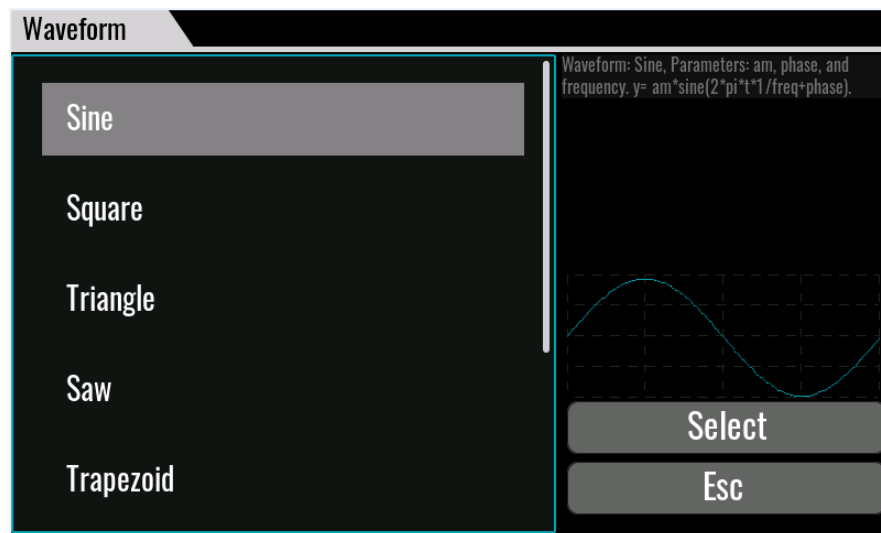 Waveform
Sine
Square
Triangle
Saw
Trapezoid
Waveform: Sine, Parameters: am, phase, and
frequency. y= am*sine(2*pi*t*1/freq+phase).
Select
Esc